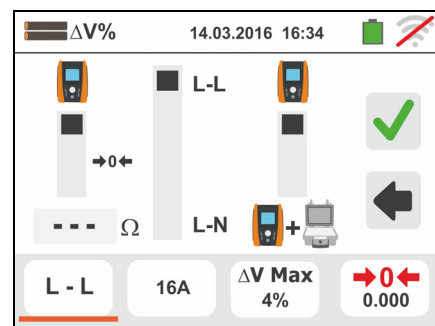 ΔV% 14.03.2016 16:34
L-L
→0←
- - - Ω
L-N
+
L - L 16A ΔV Max 4% →0← 0.000